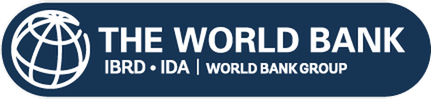 THE WORLD BANK
IBRD • IDA | WORLD BANK GROUP